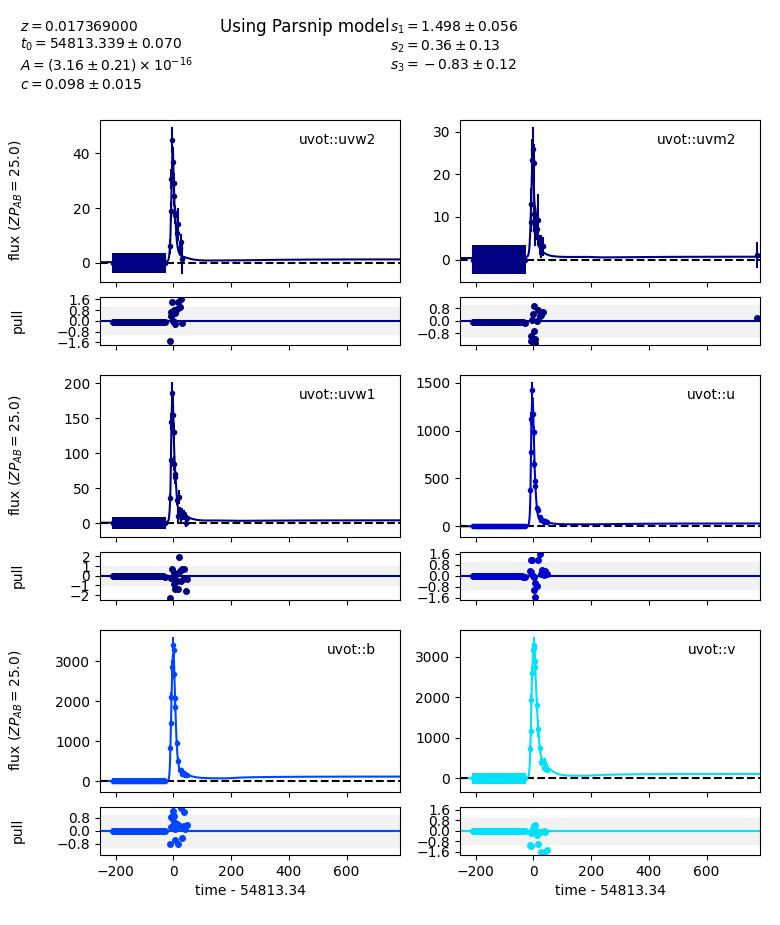 Using Parsnip model
z = 0.017369000
t0 = 54813.339 ± 0.070
A = (3.16 ± 0.21) × 10^−16
c = 0.098 ± 0.015
s1 = 1.498 ± 0.056
s2 = 0.36 ± 0.13
s3 = −0.83 ± 0.12
flux (ZP_AB = 25.0)
40
20
0
uvot::uvw2
30
20
10
0
uvot::uvm2
pull
1.6
0.8
0.0
−0.8
−1.6
0.8
0.0
−0.8
flux (ZP_AB = 25.0)
200
150
100
50
0
uvot::uvw1
1500
1000
500
0
uvot::u
pull
2
1
0
−1
−2
1.6
0.8
0.0
−0.8
−1.6
flux (ZP_AB = 25.0)
3000
2000
1000
0
uvot::b
3000
2000
1000
0
uvot::v
pull
0.8
0.0
−0.8
1.6
0.8
0.0
−0.8
−1.6
−200 0 200 400 600
−200 0 200 400 600
time - 54813.34
time - 54813.34